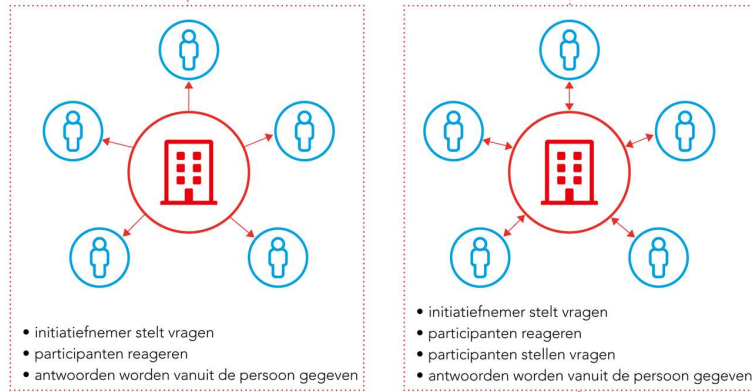 • initiatiefnemer stelt vragen
• participanten reageren
• antwoorden worden vanuit de persoon gegeven
• initiatiefnemer stelt vragen
• participanten reageren
• participanten stellen vragen
• antwoorden worden vanuit de persoon gegeven